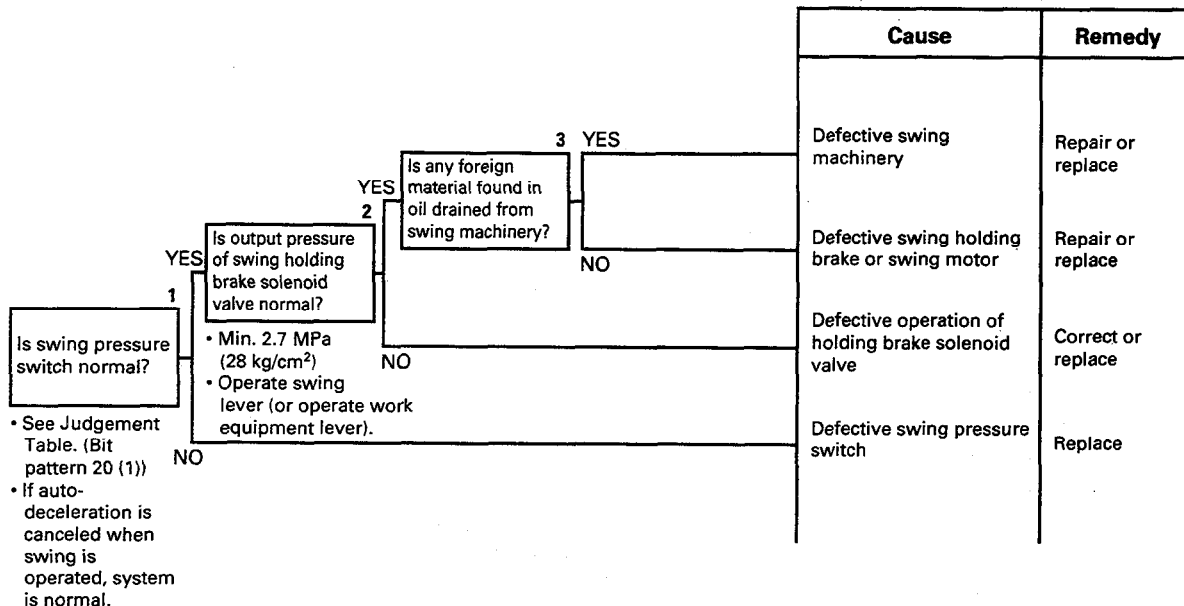 Cause
Remedy
3 YES
Is any foreign
material found in
oil drained from
swing machinery?
Defective swing
machinery
Repair or
replace
YES
2
NO
Defective swing holding
brake or swing motor
Repair or
replace
Is output pressure
of swing holding
brake solenoid
valve normal?
YES
1
• Min. 2.7 MPa
(28 kg/cm²)
• Operate swing
lever (or operate work
equipment lever).
NO
Defective operation of
holding brake solenoid
valve
Correct or
replace
Is swing pressure
switch normal?
• See Judgement
Table. (Bit
pattern 20 (1))
• If auto-
deceleration is
canceled when
swing is
operated, system
is normal.
NO
Defective swing pressure
switch
Replace